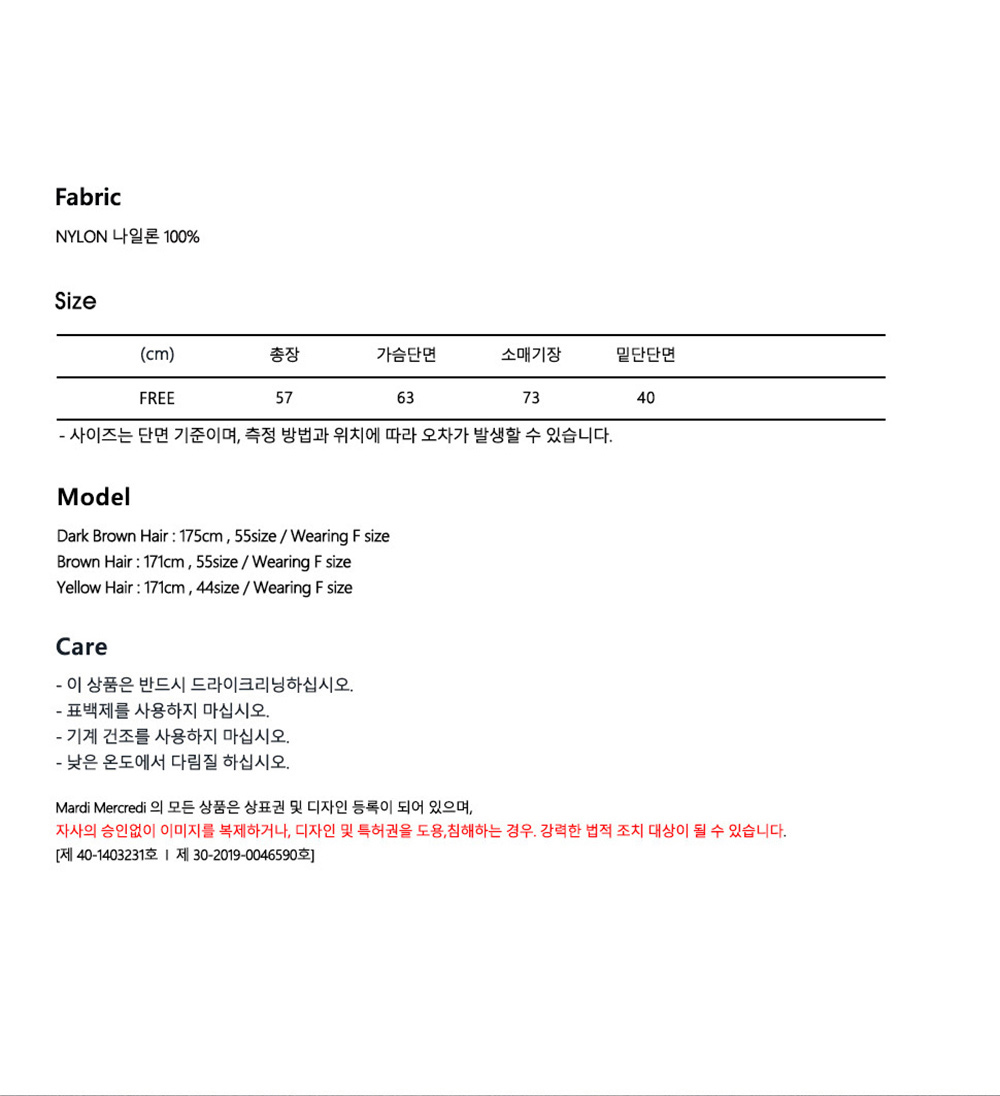 Fabric
NYLON 나일론 100%
Size
(cm) 총장 가슴단면 소매기장 밑단단면
FREE 57 63 73 40
- 사이즈는 단면 기준이며, 측정 방법과 위치에 따라 오차가 발생할 수 있습니다.
Model
Dark Brown Hair : 175cm , 55size / Wearing F size
Brown Hair : 171cm , 55size / Wearing F size
Yellow Hair : 171cm , 44size / Wearing F size
Care
- 이 상품은 반드시 드라이크리닝하십시오.
- 표백제를 사용하지 마십시오.
- 기계 건조를 사용하지 마십시오.
- 낮은 온도에서 다림질 하십시오.
Mardi Mercredi 의 모든 상품은 상표권 및 디자인 등록이 되어 있으며,
자사의 승인없이 이미지를 복제하거나, 디자인 및 특허권을 도용,침해하는 경우. 강력한 법적 조치 대상이 될 수 있습니다.
[제 40-1403231호 ㅣ 제 30-2019-0046590호]